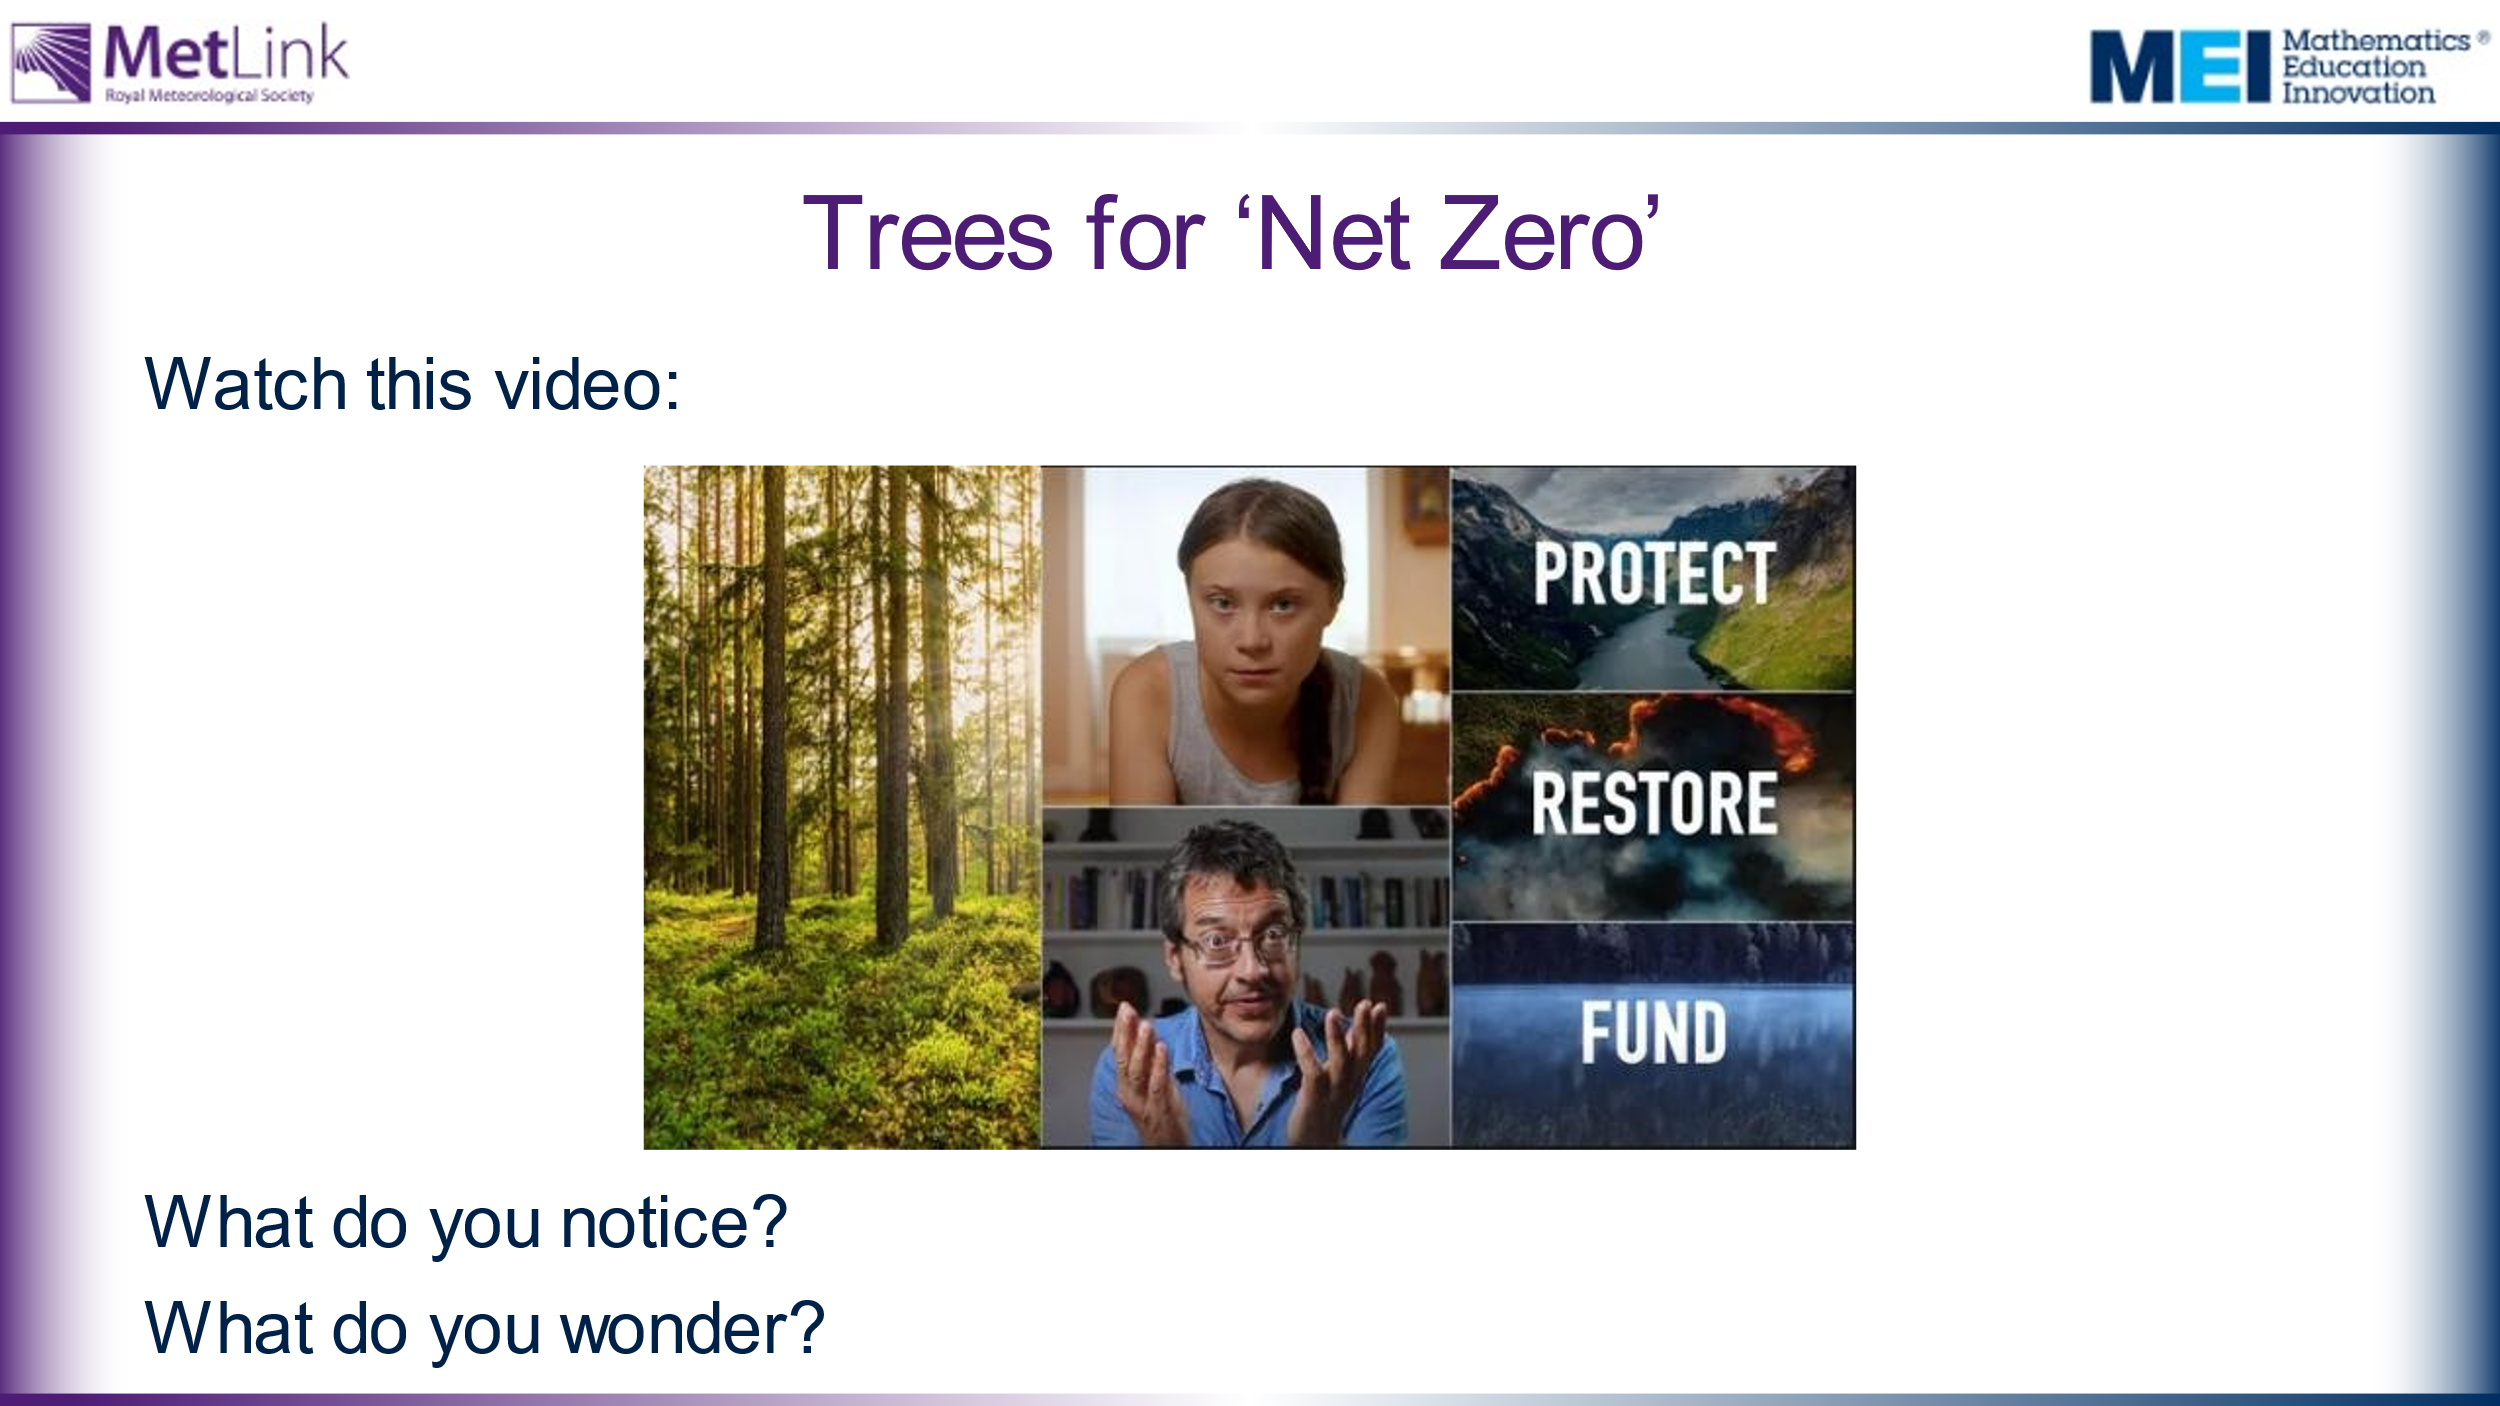 MetLink
Royal Meteorological Society
MEI Mathematics ®
Education
Innovation
Trees for ‘Net Zero’
Watch this video:
PROTECT
RESTORE
FUND
What do you notice?
What do you wonder?